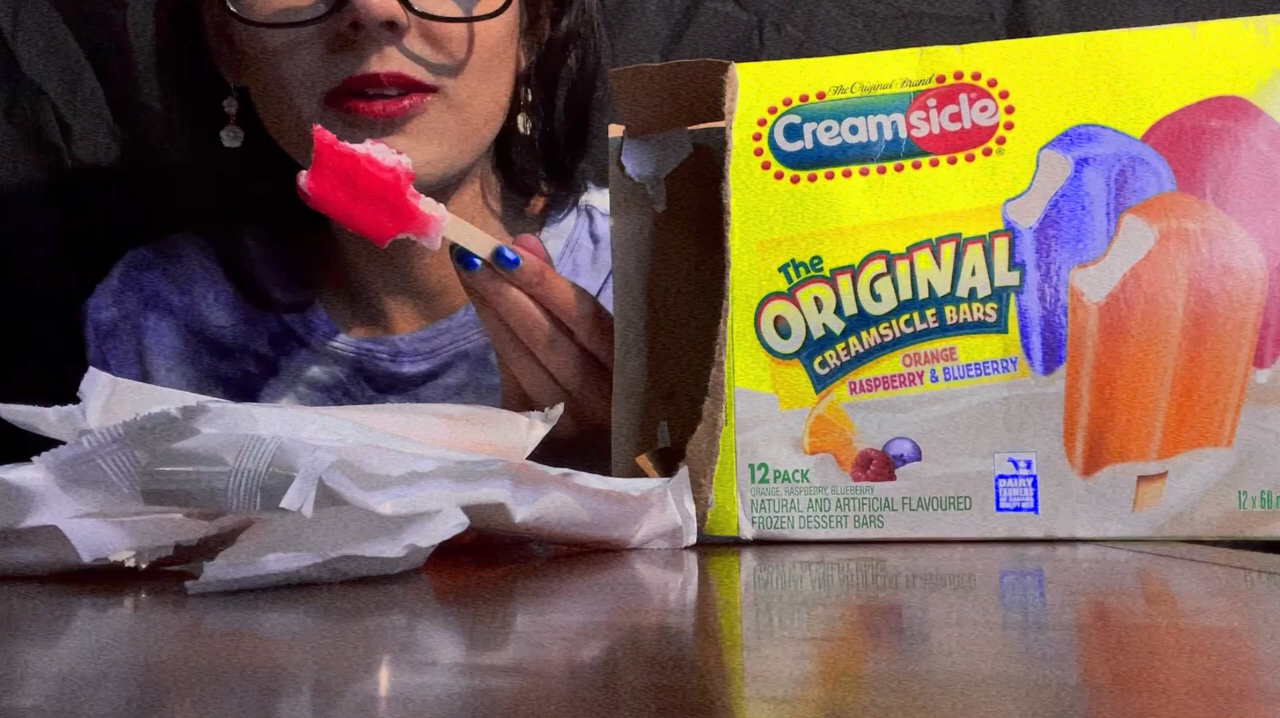 The Original Brand
Creamsicle®
The
ORIGINAL
CREAMSICLE BARS
ORANGE
RASPBERRY & BLUEBERRY
12 PACK
ORANGE, RASPBERRY, BLUEBERRY
NATURAL AND ARTIFICIAL FLAVOURED
FROZEN DESSERT BARS
DAIRY
FARMERS
12 x 60